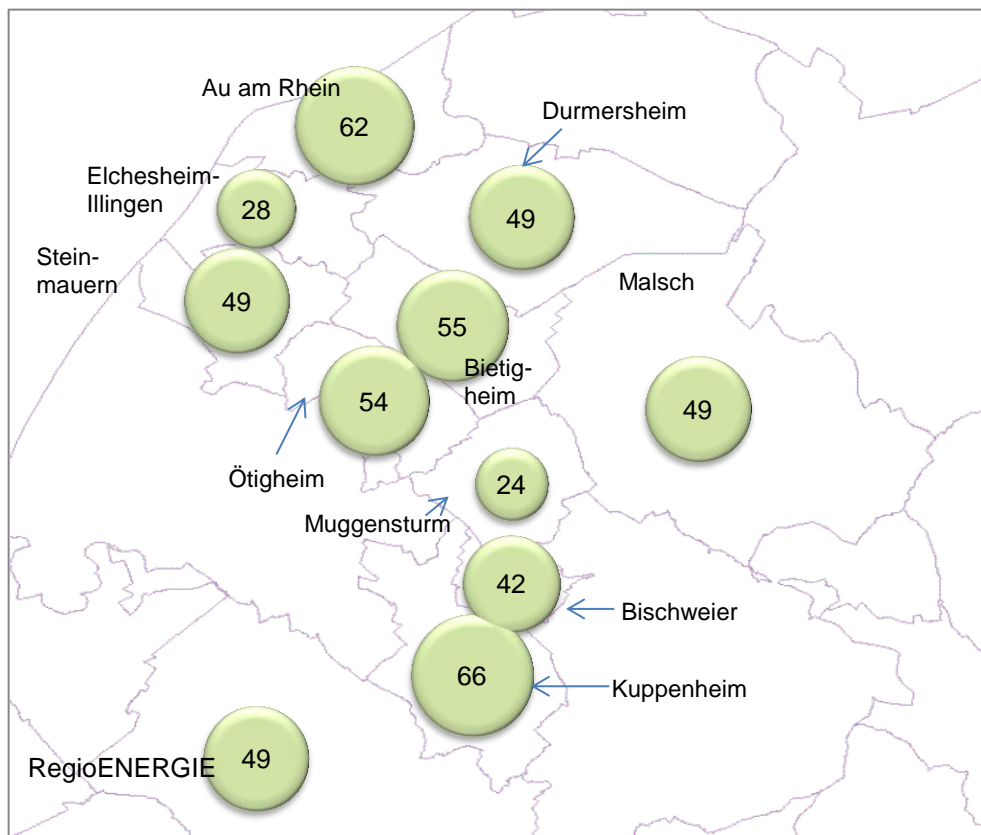 Au am Rhein
62
Durmersheim
Elchesheim-
Illingen
28
49
Stein-
mauern
49
Malsch
55
Bietig-
heim
54
49
Ötigheim
24
Muggensturm
42
Bischweier
66
Kuppenheim
RegioENERGIE
49